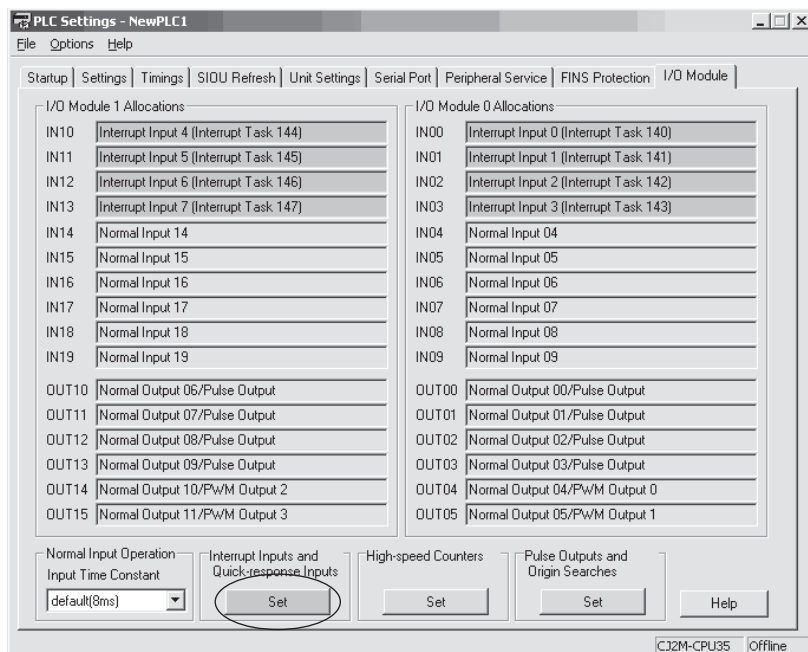 PLC Settings - NewPLC1
File Options Help
Startup Settings Timings SIOU Refresh Unit Settings Serial Port Peripheral Service FINS Protection I/O Module
I/O Module 1 Allocations
IN10 Interrupt Input 4 (Interrupt Task 144)
IN11 Interrupt Input 5 (Interrupt Task 145)
IN12 Interrupt Input 6 (Interrupt Task 146)
IN13 Interrupt Input 7 (Interrupt Task 147)
IN14 Normal Input 14
IN15 Normal Input 15
IN16 Normal Input 16
IN17 Normal Input 17
IN18 Normal Input 18
IN19 Normal Input 19
OUT10 Normal Output 06/Pulse Output
OUT11 Normal Output 07/Pulse Output
OUT12 Normal Output 08/Pulse Output
OUT13 Normal Output 09/Pulse Output
OUT14 Normal Output 10/PWM Output 2
OUT15 Normal Output 11/PWM Output 3
I/O Module 0 Allocations
IN00 Interrupt Input 0 (Interrupt Task 140)
IN01 Interrupt Input 1 (Interrupt Task 141)
IN02 Interrupt Input 2 (Interrupt Task 142)
IN03 Interrupt Input 3 (Interrupt Task 143)
IN04 Normal Input 04
IN05 Normal Input 05
IN06 Normal Input 06
IN07 Normal Input 07
IN08 Normal Input 08
IN09 Normal Input 09
OUT00 Normal Output 00/Pulse Output
OUT01 Normal Output 01/Pulse Output
OUT02 Normal Output 02/Pulse Output
OUT03 Normal Output 03/Pulse Output
OUT04 Normal Output 04/PWM Output 0
OUT05 Normal Output 05/PWM Output 1
Normal Input Operation
Input Time Constant
default(8ms)
Interrupt Inputs and
Quick-response Inputs
Set
High-speed Counters
Set
Pulse Outputs and
Origin Searches
Set
Help
CJ2M-CPU35 Offline